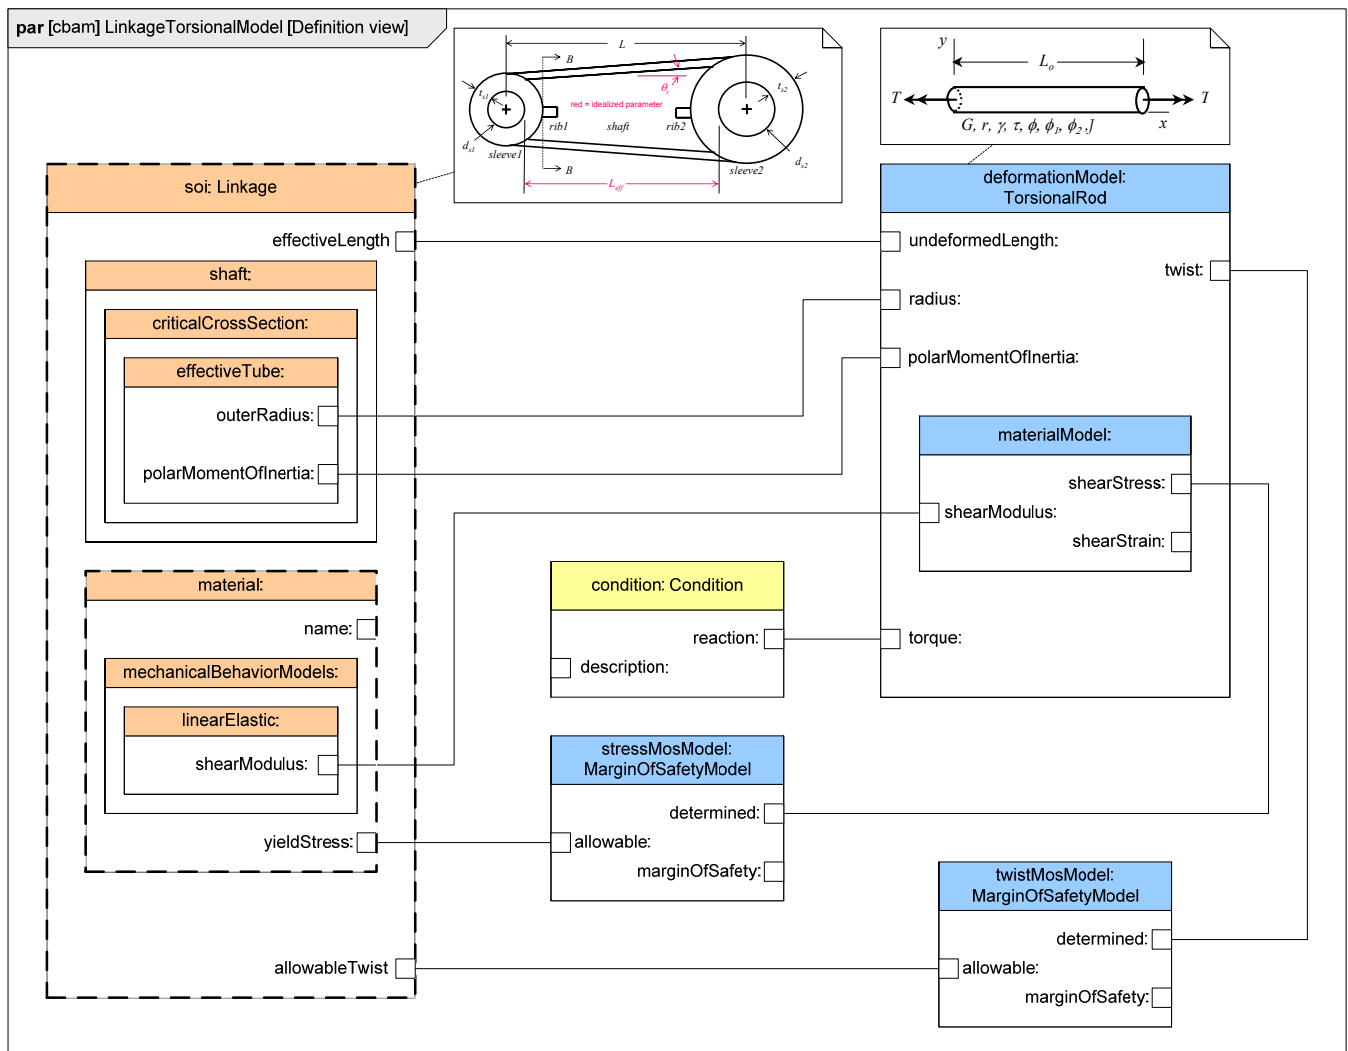 par [cbam] LinkageTorsionalModel [Definition view]
L
B
ts1
θs
ts2
red = idealized parameter
rib1
shaft
rib2
ds1
sleeve1
B
sleeve2
ds2
Leff
y
Lo
T
T
G, r, γ, τ, ϕ, ϕ1, ϕ2 ,J
x
soi: Linkage
effectiveLength
shaft:
criticalCrossSection:
effectiveTube:
outerRadius:
polarMomentOfInertia:
material:
name:
mechanicalBehaviorModels:
linearElastic:
shearModulus:
yieldStress:
allowableTwist
deformationModel:
TorsionalRod
undeformedLength:
twist:
radius:
polarMomentOfInertia:
materialModel:
shearStress:
shearModulus:
shearStrain:
torque:
condition: Condition
reaction:
description:
stressMosModel:
MarginOfSafetyModel
determined:
allowable:
marginOfSafety:
twistMosModel:
MarginOfSafetyModel
determined:
allowable:
marginOfSafety: